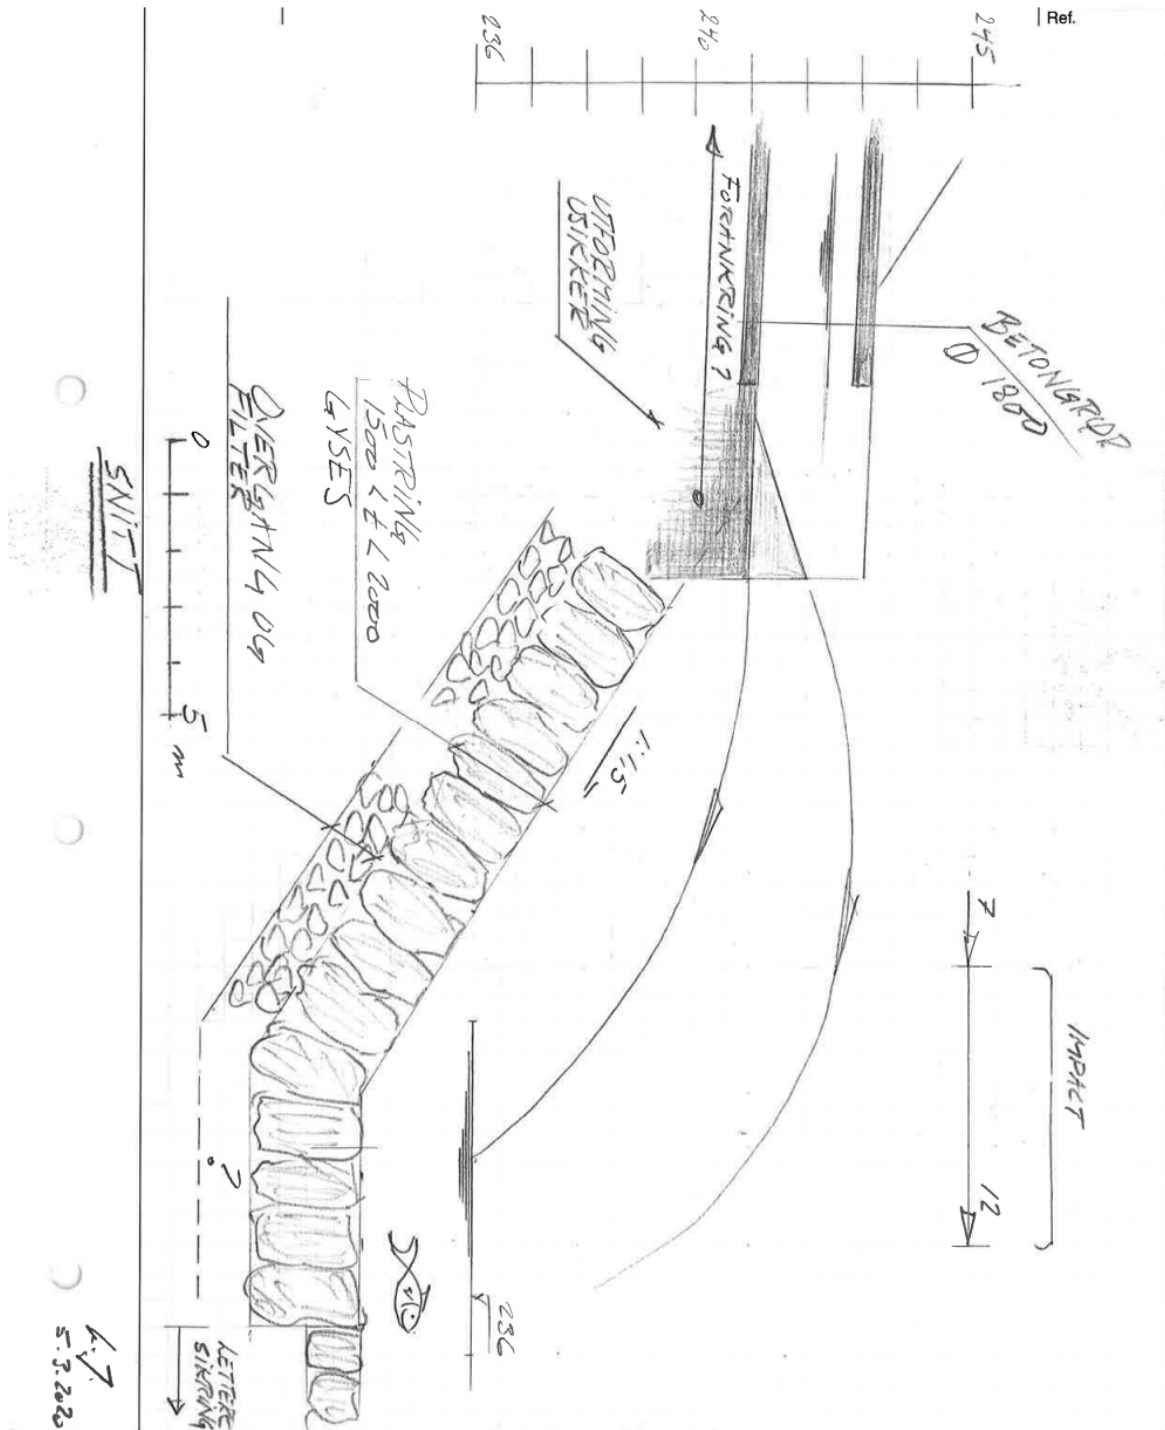 Ref.
236
240
245
FORANKRING ?
UTFORMING
USIKKER
BETONGRØR
Ø 1800
PLASTRING
1500 < < 2000
GYSES
OVERGANG OG
FILTER
SNITT
0
5
m
1:1,5
7
12
IMPACT
236
?
LETTERE
SIKRING
5.3.2020